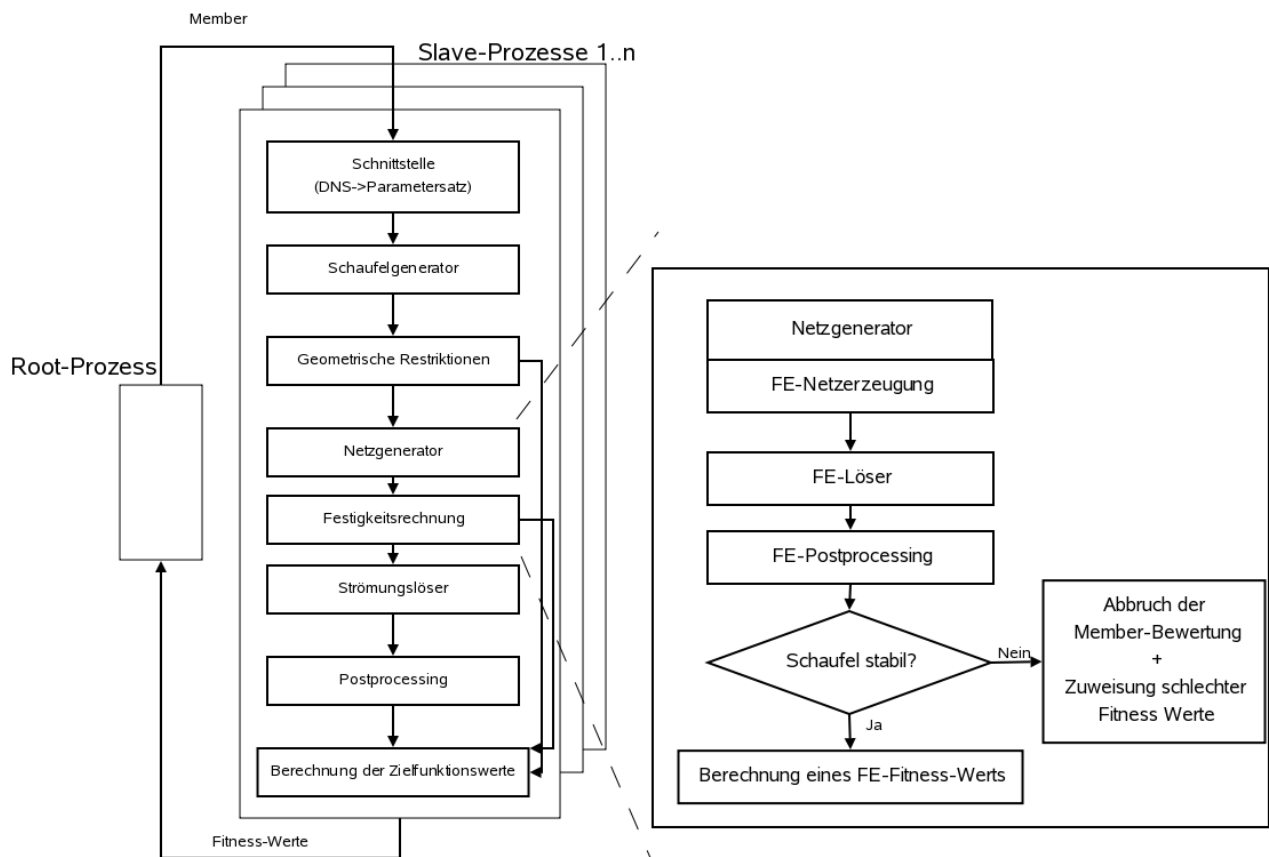 Member
Slave-Prozesse 1..n
Schnittstelle
(DNS->Parametersatz)
Schaufelgenerator
Geometrische Restriktionen
Root-Prozess
Netzgenerator
Festigkeitsrechnung
Strömungslöser
Postprocessing
Berechnung der Zielfunktionswerte
Fitness-Werte
Netzgenerator
FE-Netzerzeugung
FE-Löser
FE-Postprocessing
Schaufel stabil?
Nein
Abbruch der
Member-Bewertung
+
Zuweisung schlechter
Fitness Werte
Ja
Berechnung eines FE-Fitness-Werts